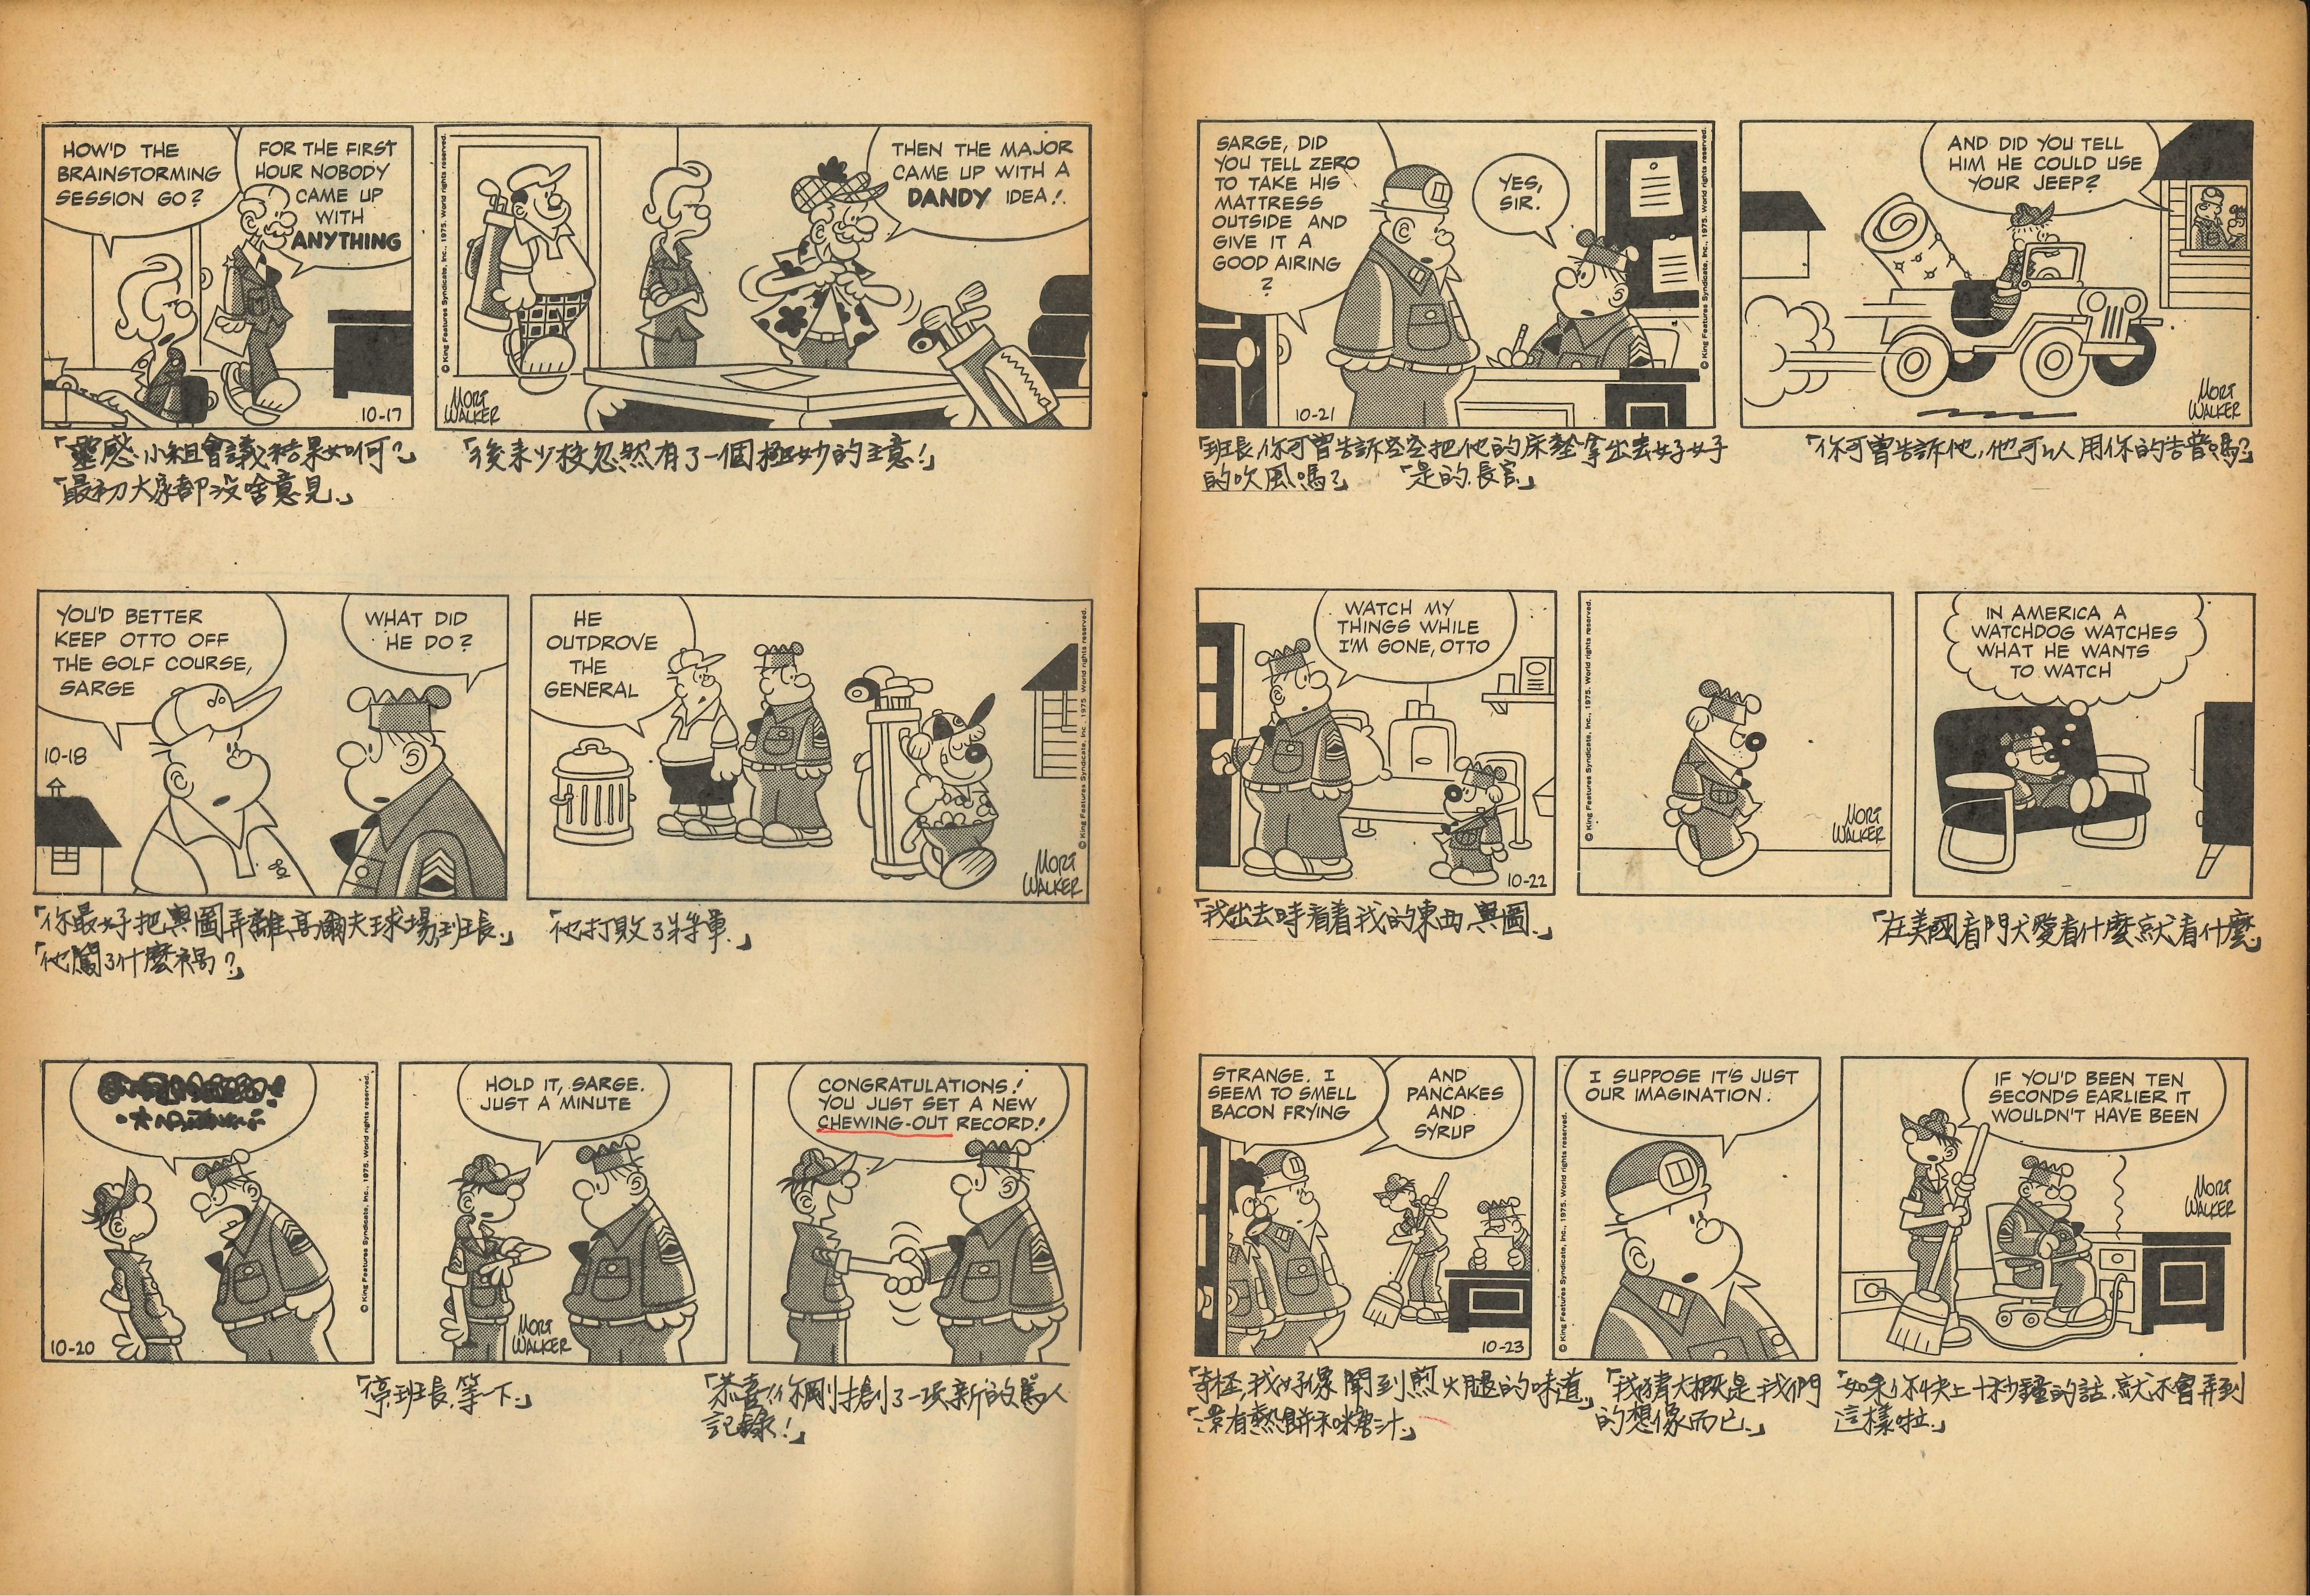 HOW'D THE
BRAINSTORMING
SESSION GO?
FOR THE FIRST
HOUR NOBODY
CAME UP
WITH
ANYTHING
10-17
© King Features Syndicate, Inc., 1975. World rights reserved.
THEN THE MAJOR
CAME UP WITH A
DANDY IDEA!
MORT
WALKER
「靈感小組會議結果如何?」
「最初大家都沒啥意見.」
「後來少校忽然有了一個極妙的主意!」
YOU'D BETTER
KEEP OTTO OFF
THE GOLF COURSE,
SARGE
WHAT DID
HE DO?
10-18
HE
OUTDROVE
THE
GENERAL
© King Features Syndicate, Inc., 1975. World rights reserved.
MORT
WALKER
「你最好把奧圖弄離高爾夫球場,班長.」
「他闖了什麼禍?」
「他打敗了將軍.」
10-20
© King Features Syndicate, Inc., 1975. World rights reserved.
HOLD IT, SARGE.
JUST A MINUTE
MORT
WALKER
CONGRATULATIONS!
YOU JUST SET A NEW
CHEWING-OUT RECORD!
「停,班長,等一下.」
「恭喜!你剛剛創了一項新的罵人
記錄!」
SARGE, DID
YOU TELL ZERO
TO TAKE HIS
MATTRESS
OUTSIDE AND
GIVE IT A
GOOD AIRING
?
YES,
SIR.
10-21
© King Features Syndicate, Inc., 1975. World rights reserved.
AND DID YOU TELL
HIM HE COULD USE
YOUR JEEP?
MORT
WALKER
「班長,你可曾告訴空空把他的床墊拿出去好好
的吹風嗎?」 「是的,長官.」
「你可曾告訴他,他可以用你的吉普嗎?」
WATCH MY
THINGS WHILE
I'M GONE, OTTO
10-22
© King Features Syndicate, Inc., 1975. World rights reserved.
MORT
WALKER
IN AMERICA A
WATCHDOG WATCHES
WHAT HE WANTS
TO WATCH
「我出去時看着我的東西,奧圖.」
「在美國看門犬愛看什麼就看什麼.」
STRANGE. I
SEEM TO SMELL
BACON FRYING
AND
PANCAKES
AND
SYRUP
10-23
© King Features Syndicate, Inc., 1975. World rights reserved.
I SUPPOSE IT'S JUST
OUR IMAGINATION.
IF YOU'D BEEN TEN
SECONDS EARLIER IT
WOULDN'T HAVE BEEN
MORT
WALKER
「奇怪,我好像聞到煎火腿的味道.」
「還有熱餅和糖汁.」
「我猜大概是我們
的想像而已.」
「如果你快上十秒鐘的話,就不會弄到
這樣啦.」